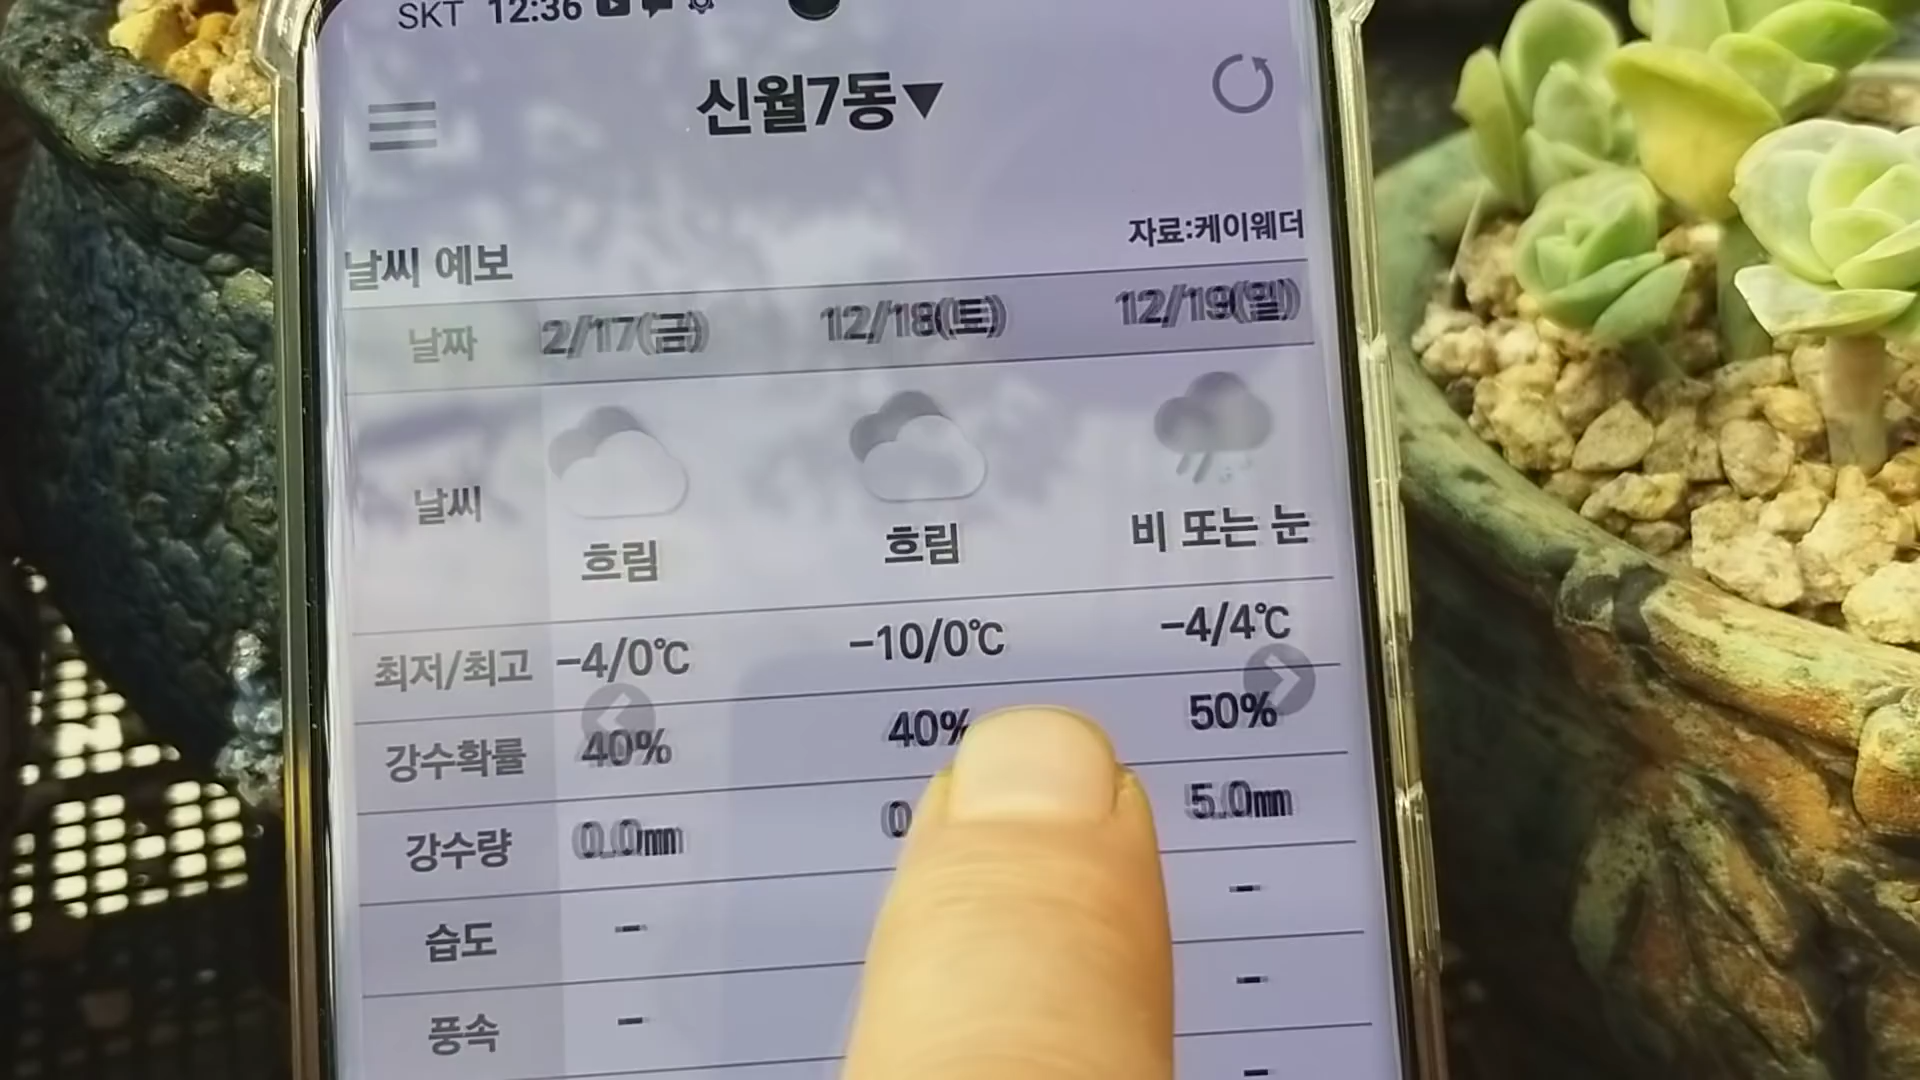 SKT 12:36
신월7동▼
자료:케이웨더
날씨 예보
날짜 2/17(금) 12/18(토) 12/19(일)
날씨 흐림 흐림 비 또는 눈
최저/최고 -4/0℃ -10/0℃ -4/4℃
강수확률 40% 40% 50%
강수량 0.0mm 0. 5.0mm
습도 - -
풍속 - -
-